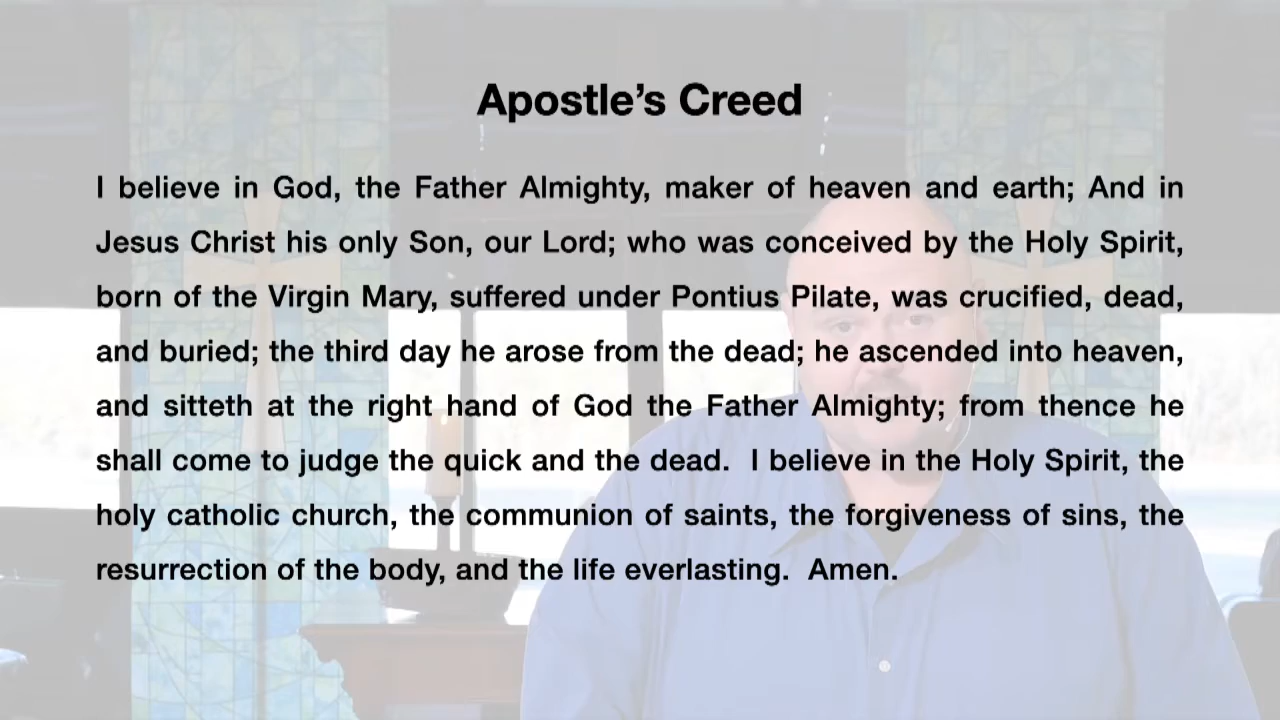 Apostle’s Creed
I believe in God, the Father Almighty, maker of heaven and earth; And in
Jesus Christ his only Son, our Lord; who was conceived by the Holy Spirit,
born of the Virgin Mary, suffered under Pontius Pilate, was crucified, dead,
and buried; the third day he arose from the dead; he ascended into heaven,
and sitteth at the right hand of God the Father Almighty; from thence he
shall come to judge the quick and the dead.  I believe in the Holy Spirit, the
holy catholic church, the communion of saints, the forgiveness of sins, the
resurrection of the body, and the life everlasting.  Amen.